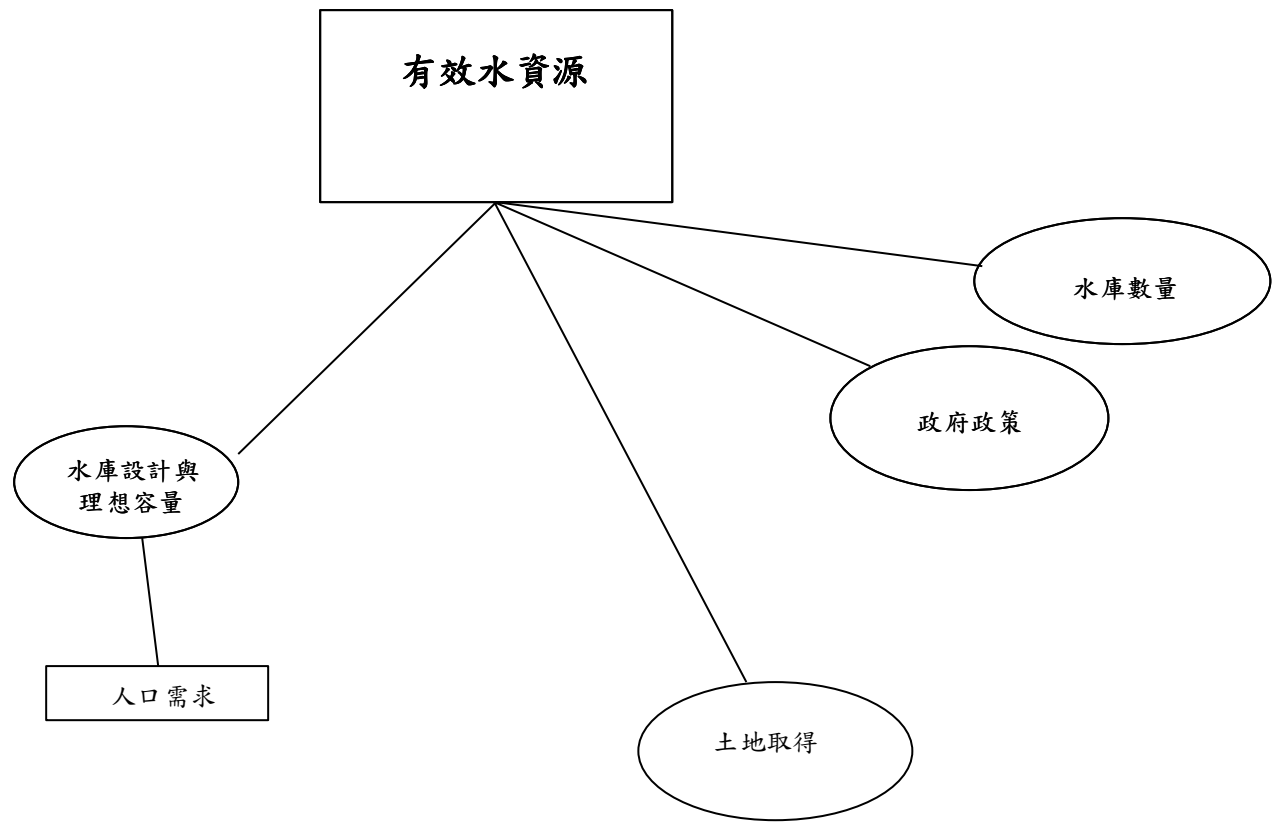 有效水資源
水庫數量
政府政策
水庫設計與
理想容量
人口需求
土地取得